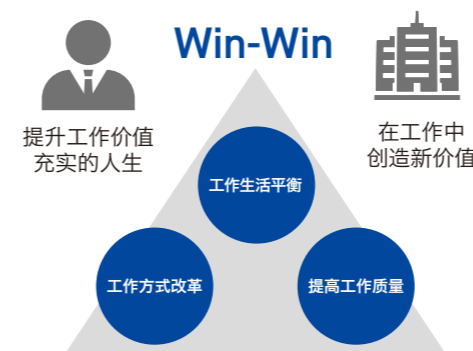 Win-Win
提升工作价值
充实的人生
在工作中
创造新价值
工作生活平衡
工作方式改革
提高工作质量